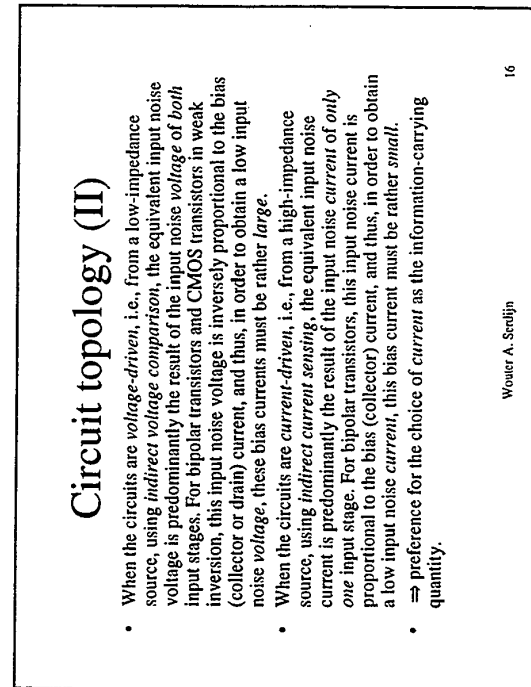 Circuit topology (II)
• When the circuits are voltage-driven, i.e., from a low-impedance
source, using indirect voltage comparison, the equivalent input noise
voltage is predominantly the result of the input noise voltage of both
input stages. For bipolar transistors and CMOS transistors in weak
inversion, this input noise voltage is inversely proportional to the bias
(collector or drain) current, and thus, in order to obtain a low input
noise voltage, these bias currents must be rather large.
• When the circuits are current-driven, i.e., from a high-impedance
source, using indirect current sensing, the equivalent input noise
current is predominantly the result of the input noise current of only
one input stage. For bipolar transistors, this input noise current is
proportional to the bias (collector) current, and thus, in order to obtain
a low input noise current, this bias current must be rather small.
• ⇒ preference for the choice of current as the information-carrying
quantity.
Wouter A. Serdijn
16